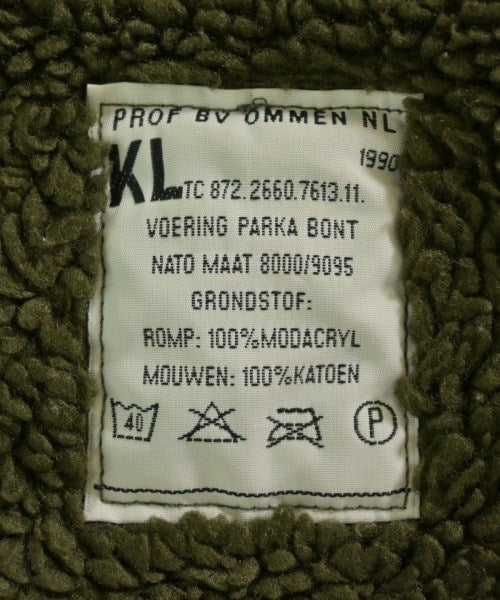 PROF BV OMMEN NL
1990
KL TC 872.2660.7613.11.
VOERING PARKA BONT
NATO MAAT 8000/9095
GRONDSTOF:
ROMP: 100%MODACRYL
MOUWEN: 100%KATOEN
40 P